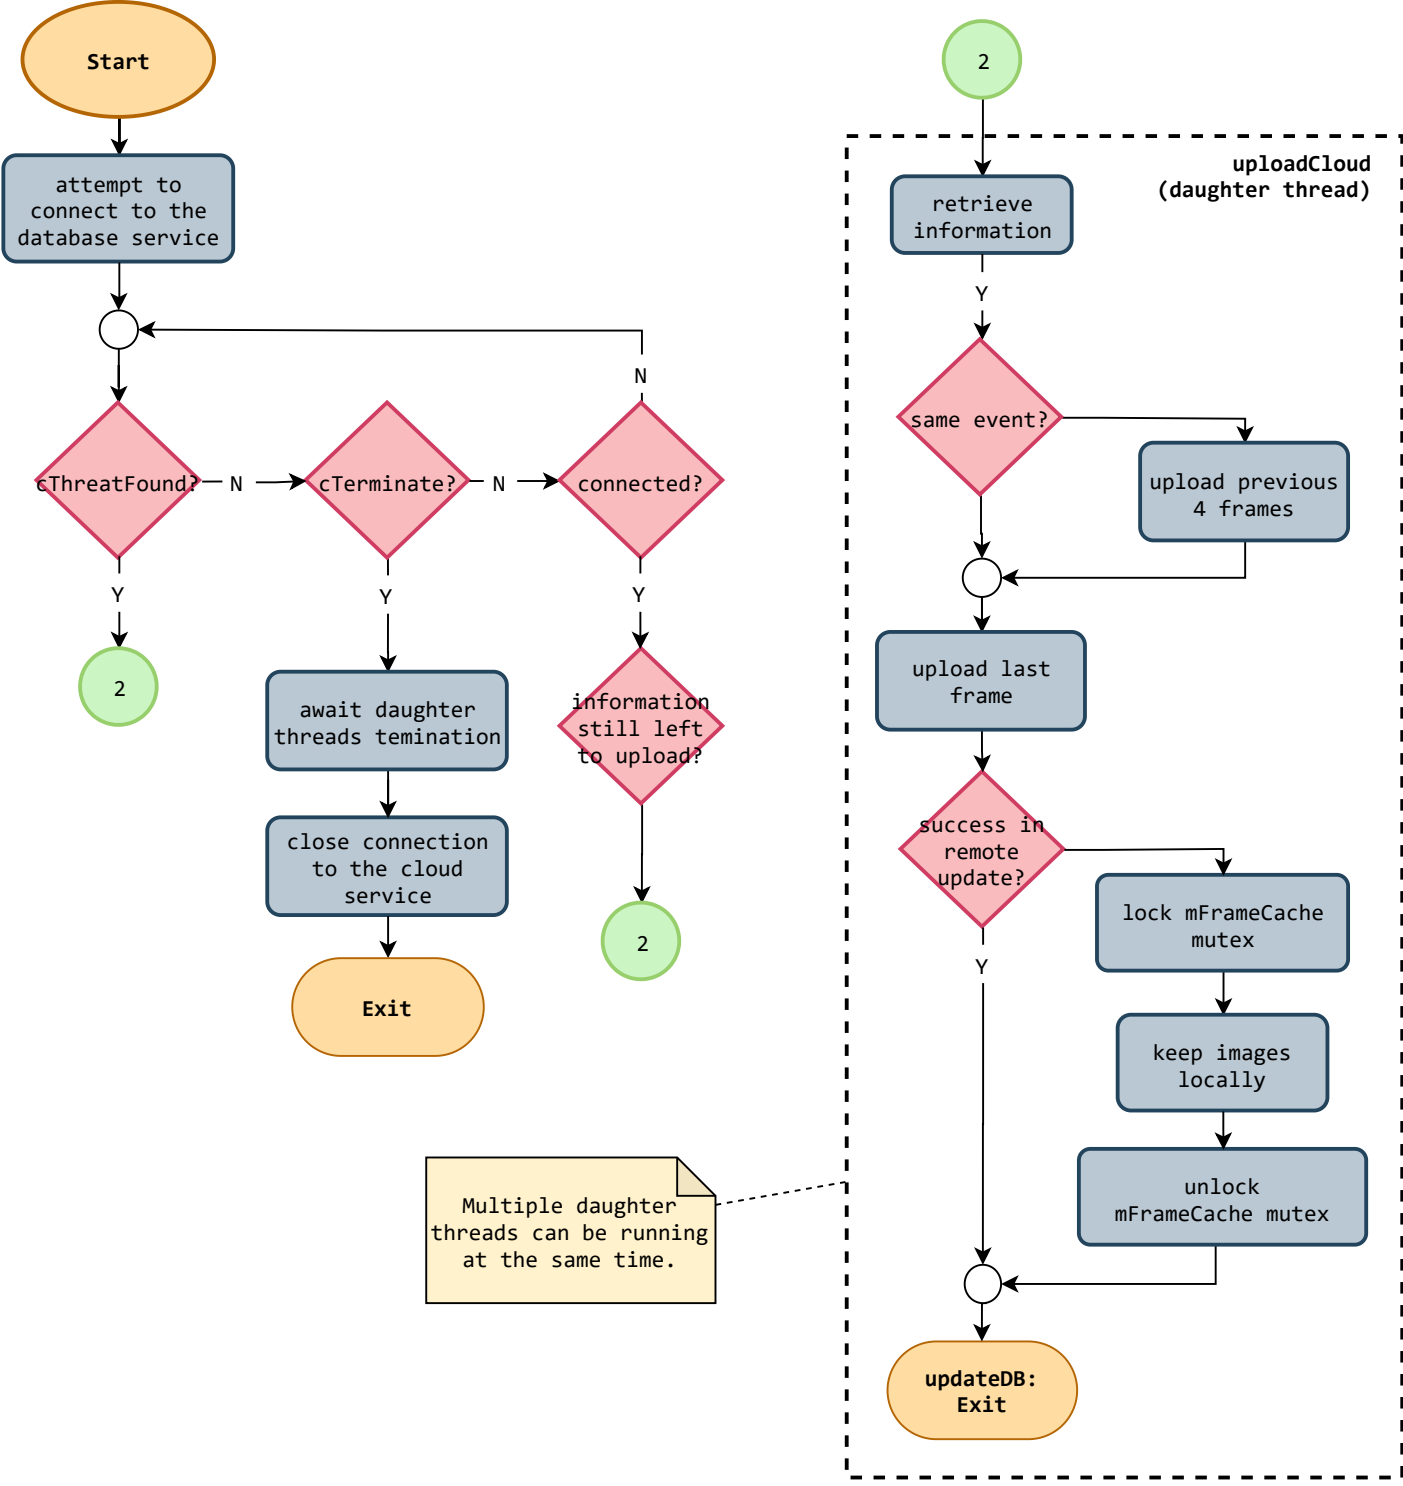 Start
attempt to
connect to the
database service
N
cThreatFound?
N
cTerminate?
N
connected?
Y
Y
Y
2
await daughter
threads temination
information
still left
to upload?
close connection
to the cloud
service
2
Exit
Multiple daughter
threads can be running
at the same time.
2
uploadCloud
(daughter thread)
retrieve
information
Y
same event?
upload previous
4 frames
upload last
frame
success in
remote
update?
Y
lock mFrameCache
mutex
keep images
locally
unlock
mFrameCache mutex
updateDB:
Exit